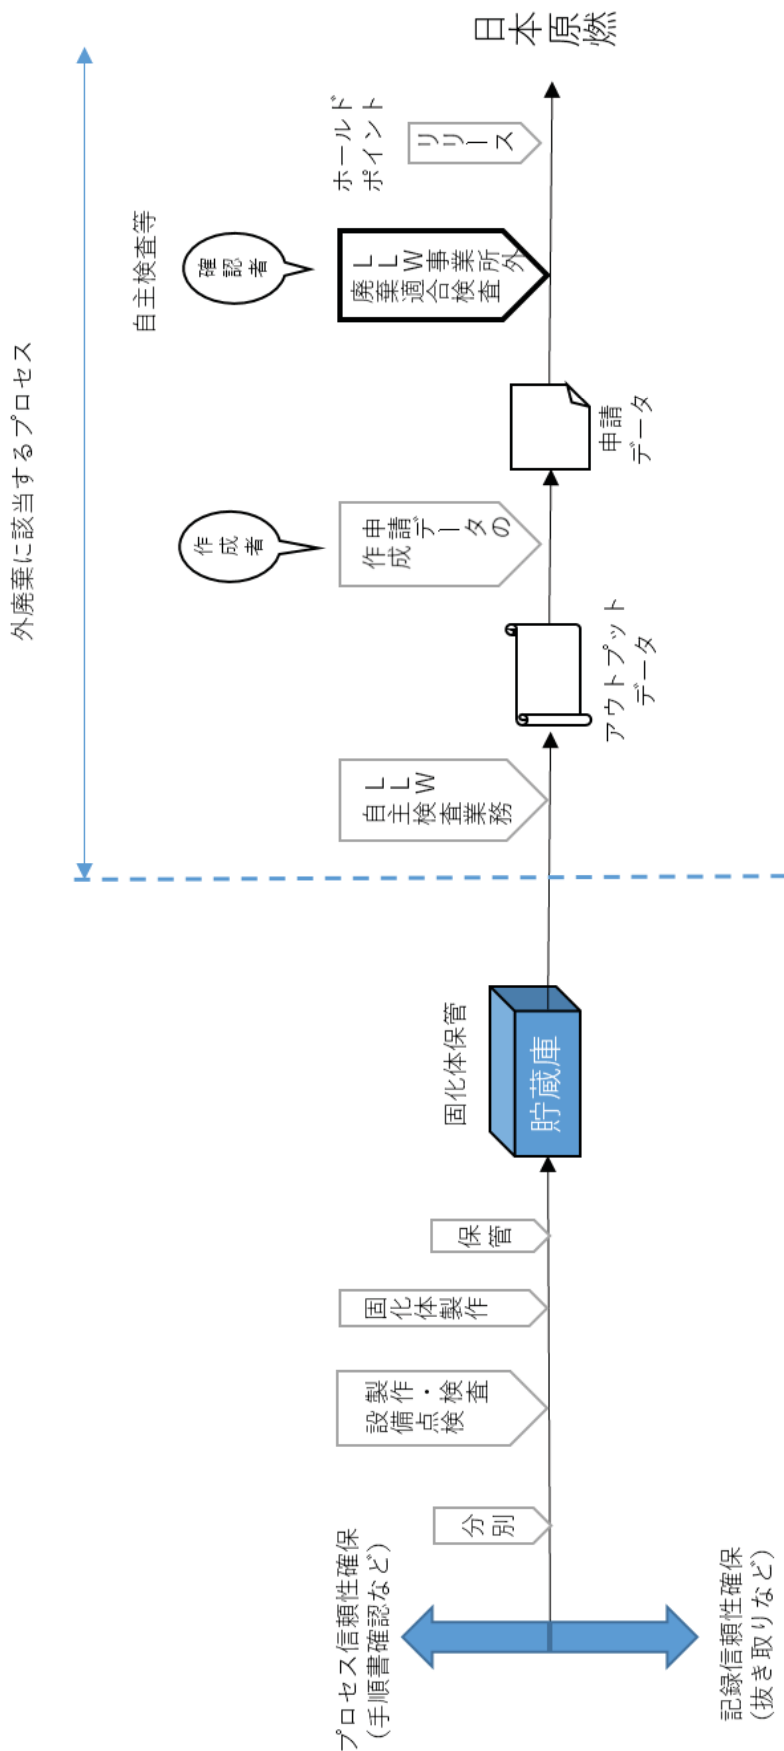 外廃棄に該当するプロセス
自主検査等
作成者
確認者
プロセス信頼性確保
(手順書確認など)
分別
製作・検査
設備点検
固化体製作
保管
固化体保管
貯蔵庫
ＬＬＷ
自主検査業務
アウトプット
データ
申請データの
作成
申請
データ
ＬＬＷ事業所外
廃棄適合検査
ホールド
ポイント
リリース
日本原燃
記録信頼性確保
(抜き取りなど)